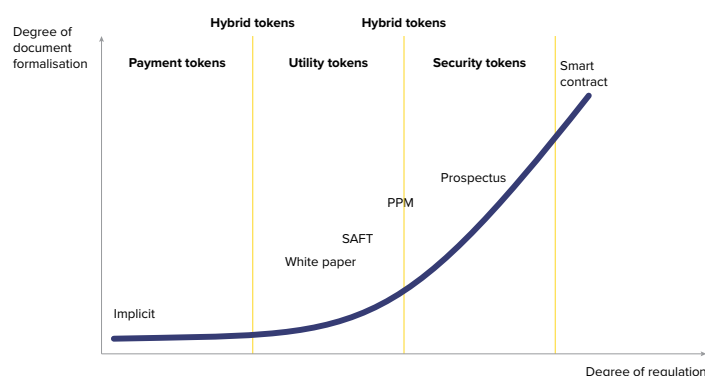 Hybrid tokens
Hybrid tokens
Degree of
document
formalisation
Payment tokens
Utility tokens
Security tokens
Smart
contract
Prospectus
PPM
SAFT
White paper
Implicit
Degree of regulation